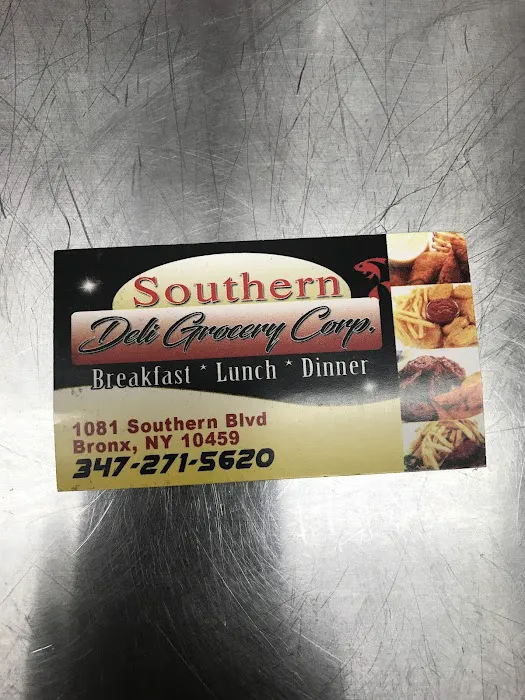 Southern
Deli Grocery Corp.
Breakfast * Lunch * Dinner
1081 Southern Blvd
Bronx, NY 10459
347-271-5620